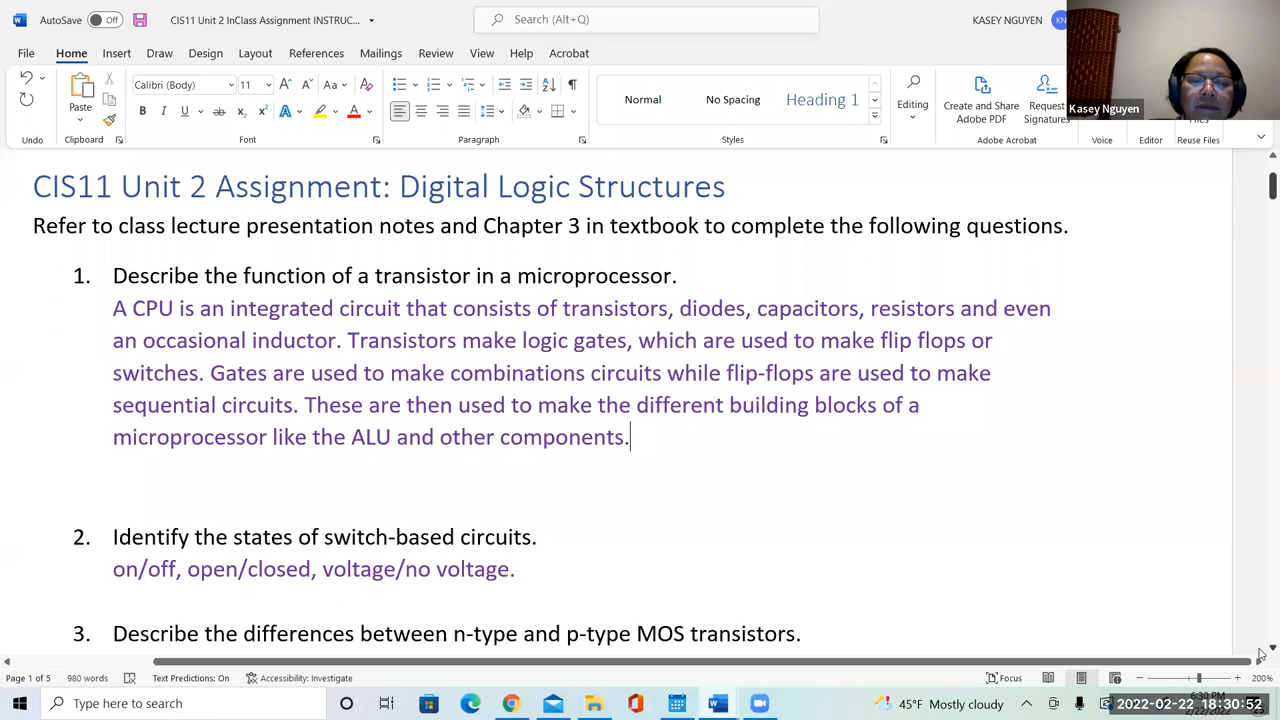 AutoSave Off CIS11 Unit 2 InClass Assignment INSTRUC... Search (Alt+Q) KASEY NGUYEN KN
File Home Insert Draw Design Layout References Mailings Review View Help Acrobat
Calibri (Body) 11
Paste
Normal No Spacing Heading 1
Editing
Create and Share Adobe PDF
Request Signatures
Kasey Nguyen
Undo Clipboard Font Paragraph Styles Adobe Acrobat Voice Editor Reuse Files
CIS11 Unit 2 Assignment: Digital Logic Structures
Refer to class lecture presentation notes and Chapter 3 in textbook to complete the following questions.
1. Describe the function of a transistor in a microprocessor.
A CPU is an integrated circuit that consists of transistors, diodes, capacitors, resistors and even
an occasional inductor. Transistors make logic gates, which are used to make flip flops or
switches. Gates are used to make combinations circuits while flip-flops are used to make
sequential circuits. These are then used to make the different building blocks of a
microprocessor like the ALU and other components.
2. Identify the states of switch-based circuits.
on/off, open/closed, voltage/no voltage.
3. Describe the differences between n-type and p-type MOS transistors.
Page 1 of 5 980 words Text Predictions: On Accessibility: Investigate Focus 200%
Type here to search
45°F Mostly cloudy
6:30 PM
2022-02-22 18:30:52